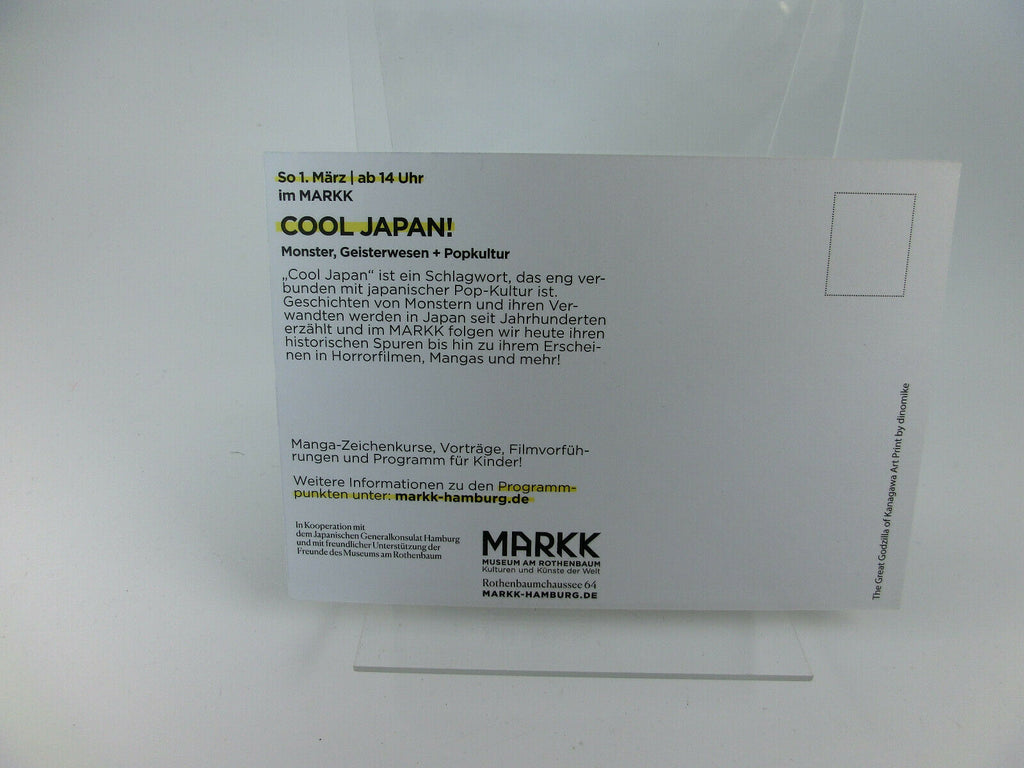 So 1. März | ab 14 Uhr
im MARKK
COOL JAPAN!
Monster, Geisterwesen + Popkultur
„Cool Japan“ ist ein Schlagwort, das eng ver-
bunden mit japanischer Pop-Kultur ist.
Geschichten von Monstern und ihren Ver-
wandten werden in Japan seit Jahrhunderten
erzählt und im MARKK folgen wir heute ihren
historischen Spuren bis hin zu ihrem Erschei-
nen in Horrorfilmen, Mangas und mehr!
Manga-Zeichenkurse, Vorträge, Filmvorfüh-
rungen und Programm für Kinder!
Weitere Informationen zu den Programm-
punkten unter: markk-hamburg.de
In Kooperation mit
dem Japanischen Generalkonsulat Hamburg
und mit freundlicher Unterstützung der
Freunde des Museums am Rothenbaum
MARKK
MUSEUM AM ROTHENBAUM
Kulturen und Künste der Welt
Rothenbaumchaussee 64
MARKK-HAMBURG.DE
The Great Godzilla of Kanagawa Art Print by dinomike